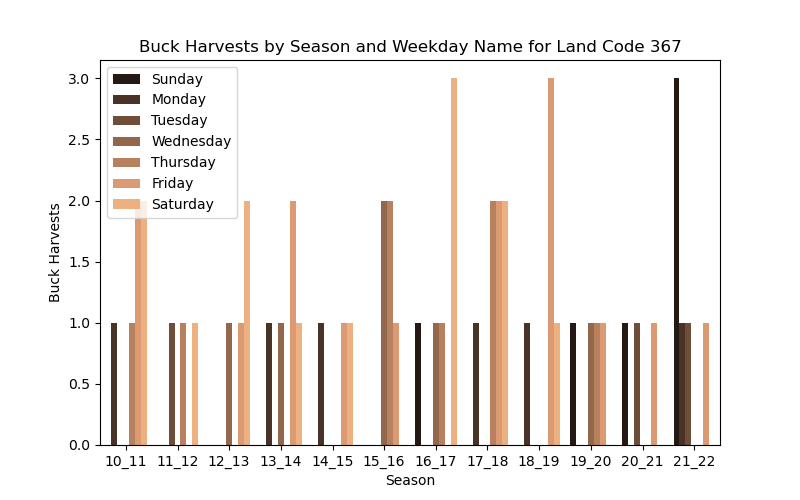 Buck Harvests by Season and Weekday Name for Land Code 367
Sunday
Monday
Tuesday
Wednesday
Thursday
Friday
Saturday
3.0
2.5
2.0
1.5
1.0
0.5
0.0
Buck Harvests
10_11 11_12 12_13 13_14 14_15 15_16 16_17 17_18 18_19 19_20 20_21 21_22
Season